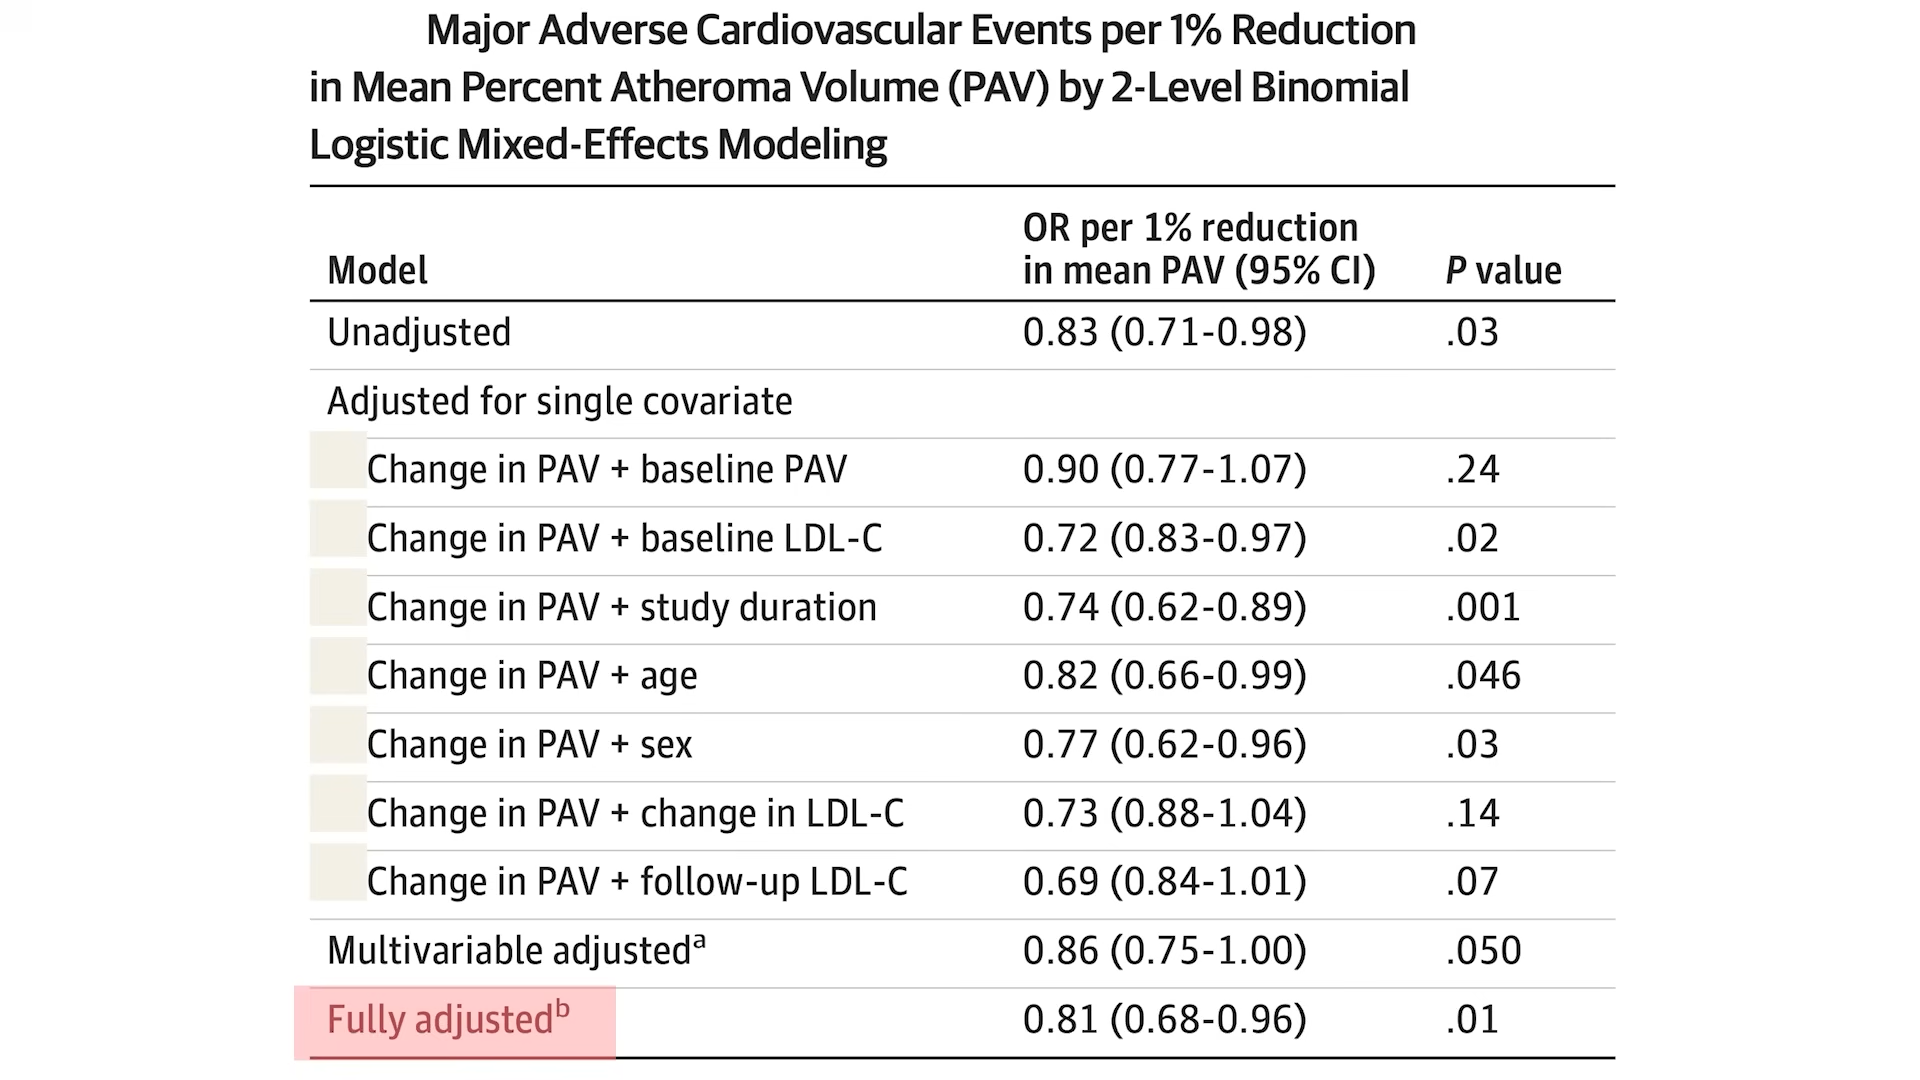 Major Adverse Cardiovascular Events per 1% Reduction
in Mean Percent Atheroma Volume (PAV) by 2-Level Binomial
Logistic Mixed-Effects Modeling
Model OR per 1% reduction in mean PAV (95% CI) P value
Unadjusted 0.83 (0.71-0.98) .03
Adjusted for single covariate
Change in PAV + baseline PAV 0.90 (0.77-1.07) .24
Change in PAV + baseline LDL-C 0.72 (0.83-0.97) .02
Change in PAV + study duration 0.74 (0.62-0.89) .001
Change in PAV + age 0.82 (0.66-0.99) .046
Change in PAV + sex 0.77 (0.62-0.96) .03
Change in PAV + change in LDL-C 0.73 (0.88-1.04) .14
Change in PAV + follow-up LDL-C 0.69 (0.84-1.01) .07
Multivariable adjustedᵃ 0.86 (0.75-1.00) .050
Fully adjustedᵇ 0.81 (0.68-0.96) .01